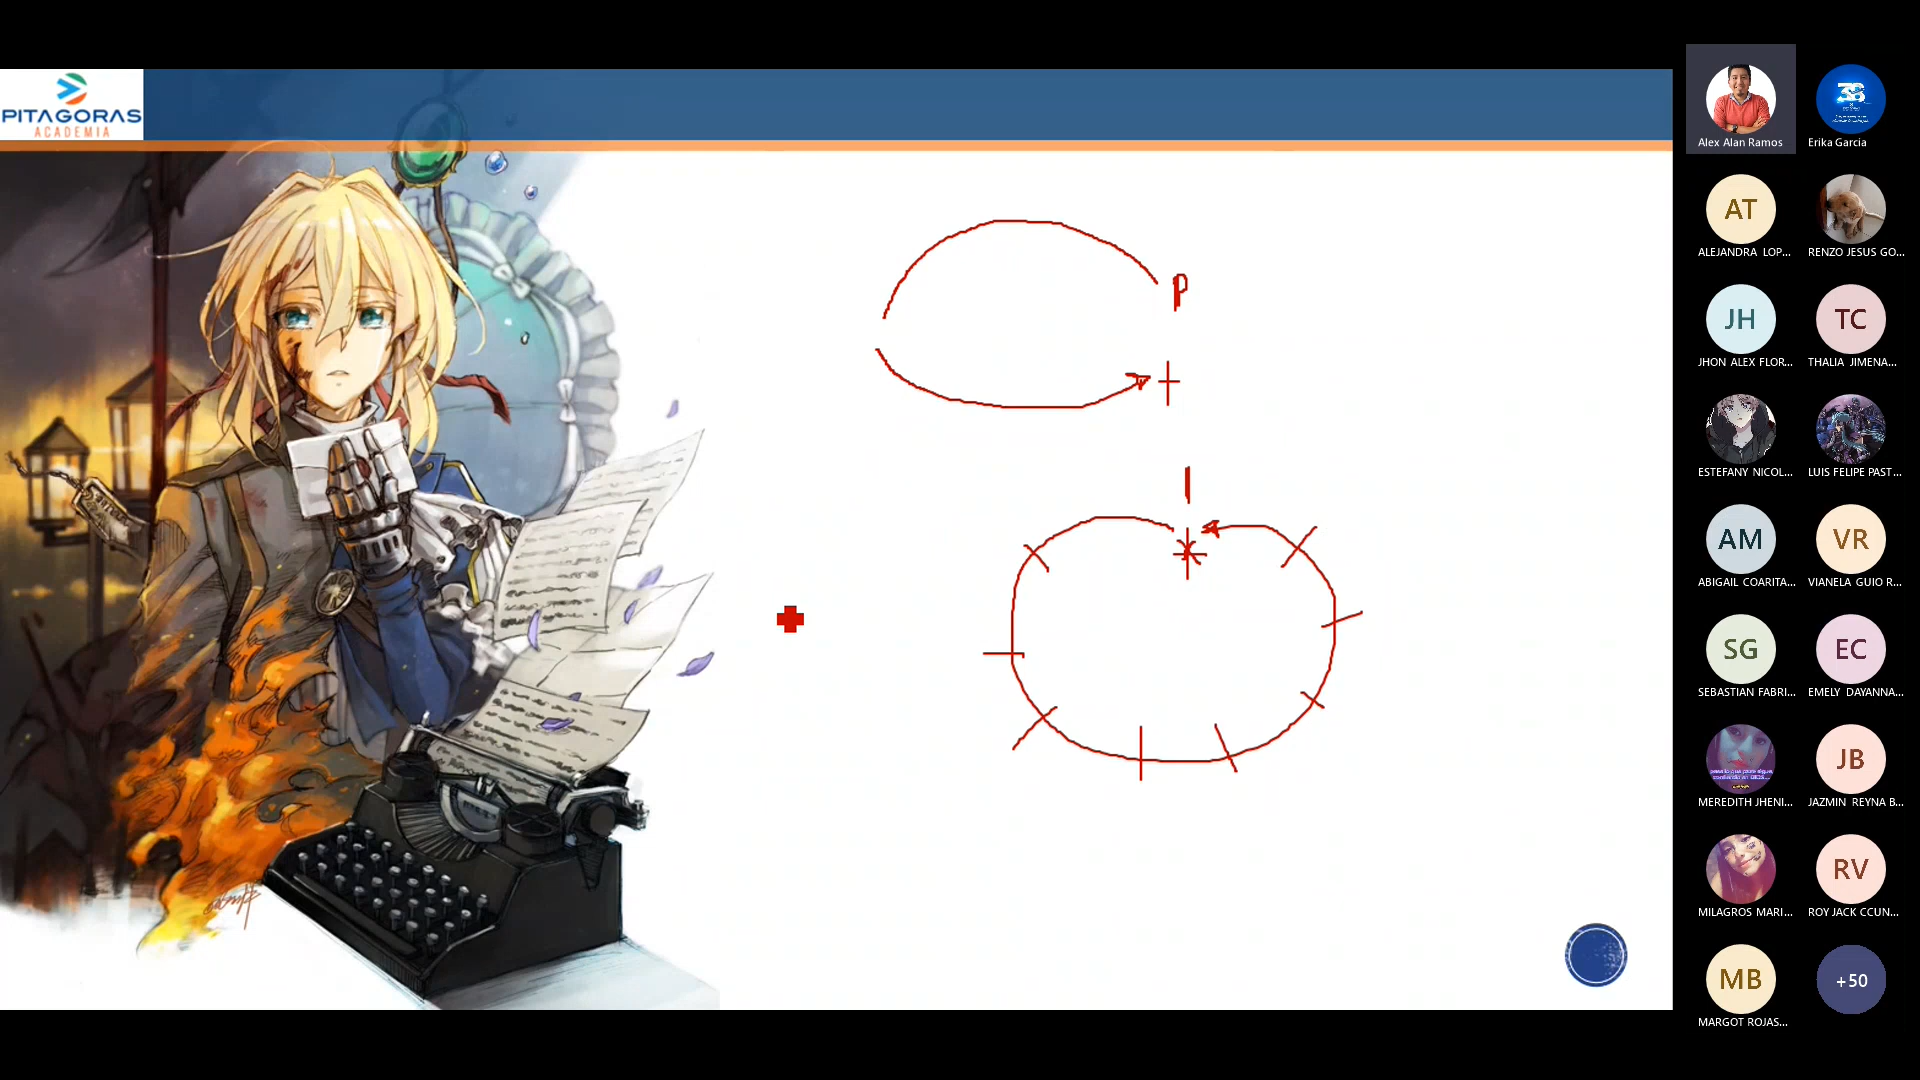 PITAGORAS
ACADEMIA
P
Alex Alan Ramos
Erika Garcia
AT
ALEJANDRA LOP...
RENZO JESUS GO...
JH
JHON ALEX FLOR...
TC
THALIA JIMENA...
ESTEFANY NICOL...
LUIS FELIPE PAST...
AM
ABIGAIL COARITA...
VR
VIANELA GUIO R...
SG
SEBASTIAN FABRI...
EC
EMELY DAYANNA...
MEREDITH JHENI...
JB
JAZMIN REYNA B...
MILAGROS MARI...
RV
ROY JACK CCUN...
MB
MARGOT ROJAS...
+50